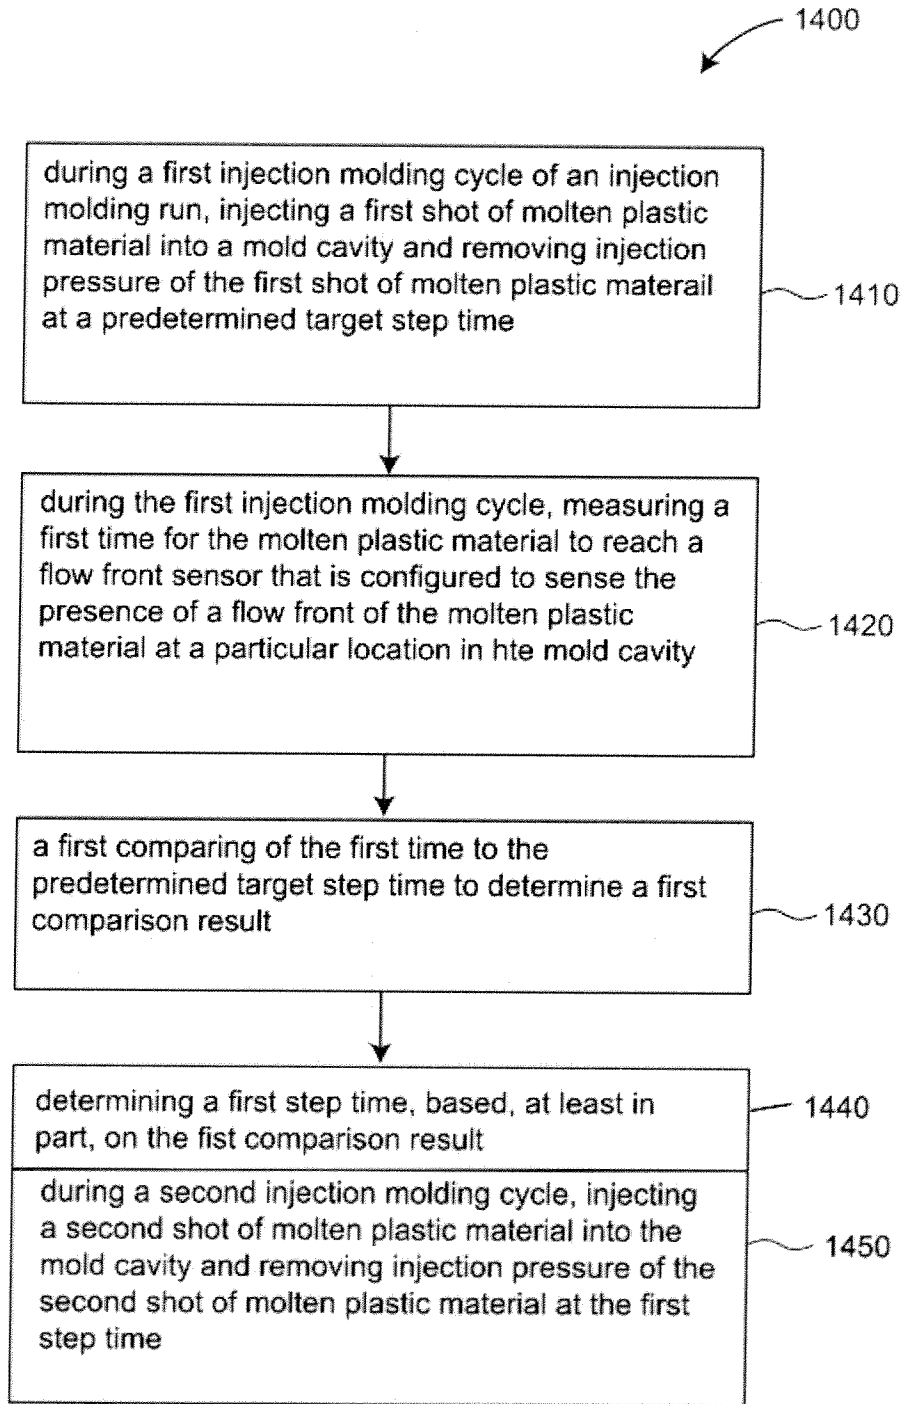 1400
during a first injection molding cycle of an injection
molding run, injecting a first shot of molten plastic
material into a mold cavity and removing injection
pressure of the first shot of molten plastic materail
at a predetermined target step time
1410
during the first injection molding cycle, measuring a
first time for the molten plastic material to reach a
flow front sensor that is configured to sense the
presence of a flow front of the molten plastic
material at a particular location in hte mold cavity
1420
a first comparing of the first time to the
predetermined target step time to determine a first
comparison result
1430
determining a first step time, based, at least in
part, on the fist comparison result
1440
during a second injection molding cycle, injecting
a second shot of molten plastic material into the
mold cavity and removing injection pressure of the
second shot of molten plastic material at the first
step time
1450